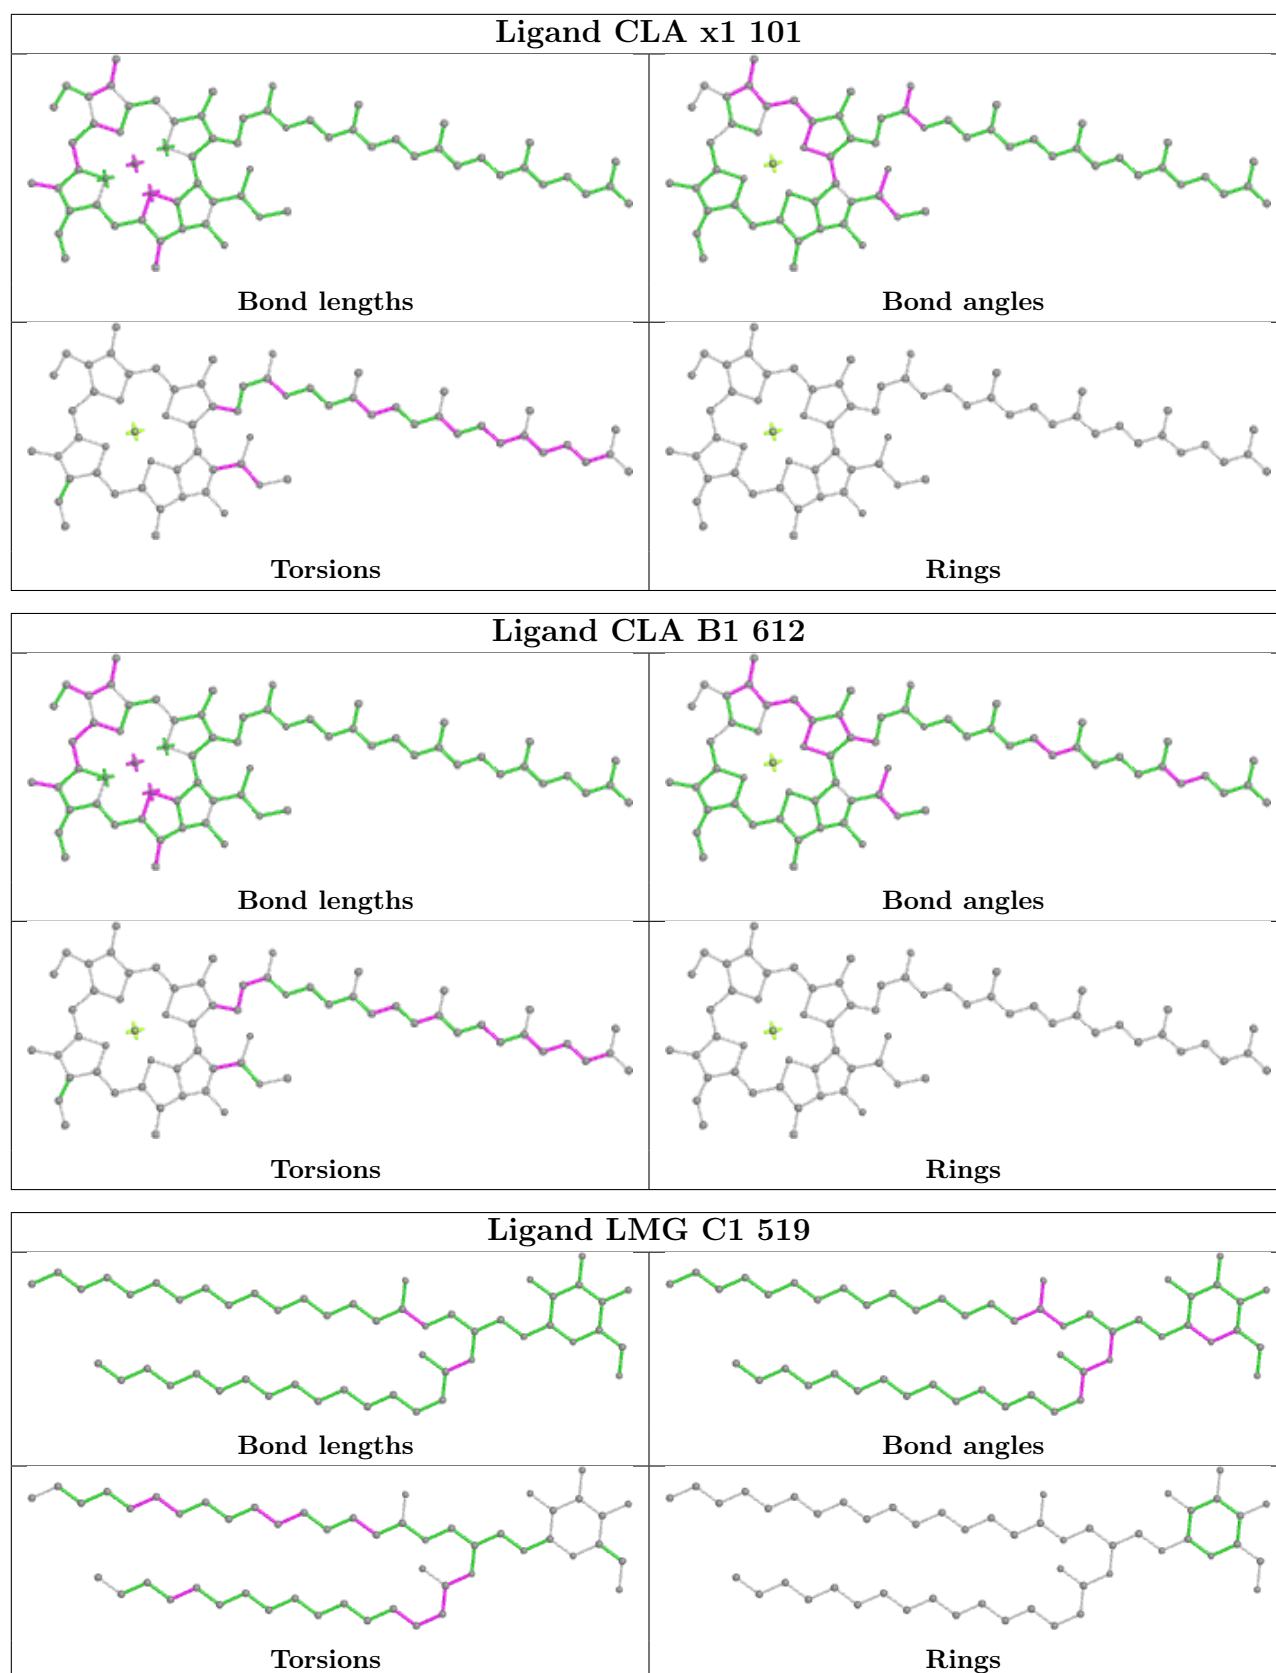 Ligand CLA x1 101
Bond lengths
Bond angles
Torsions
Rings
Ligand CLA B1 612
Bond lengths
Bond angles
Torsions
Rings
Ligand LMG C1 519
Bond lengths
Bond angles
Torsions
Rings